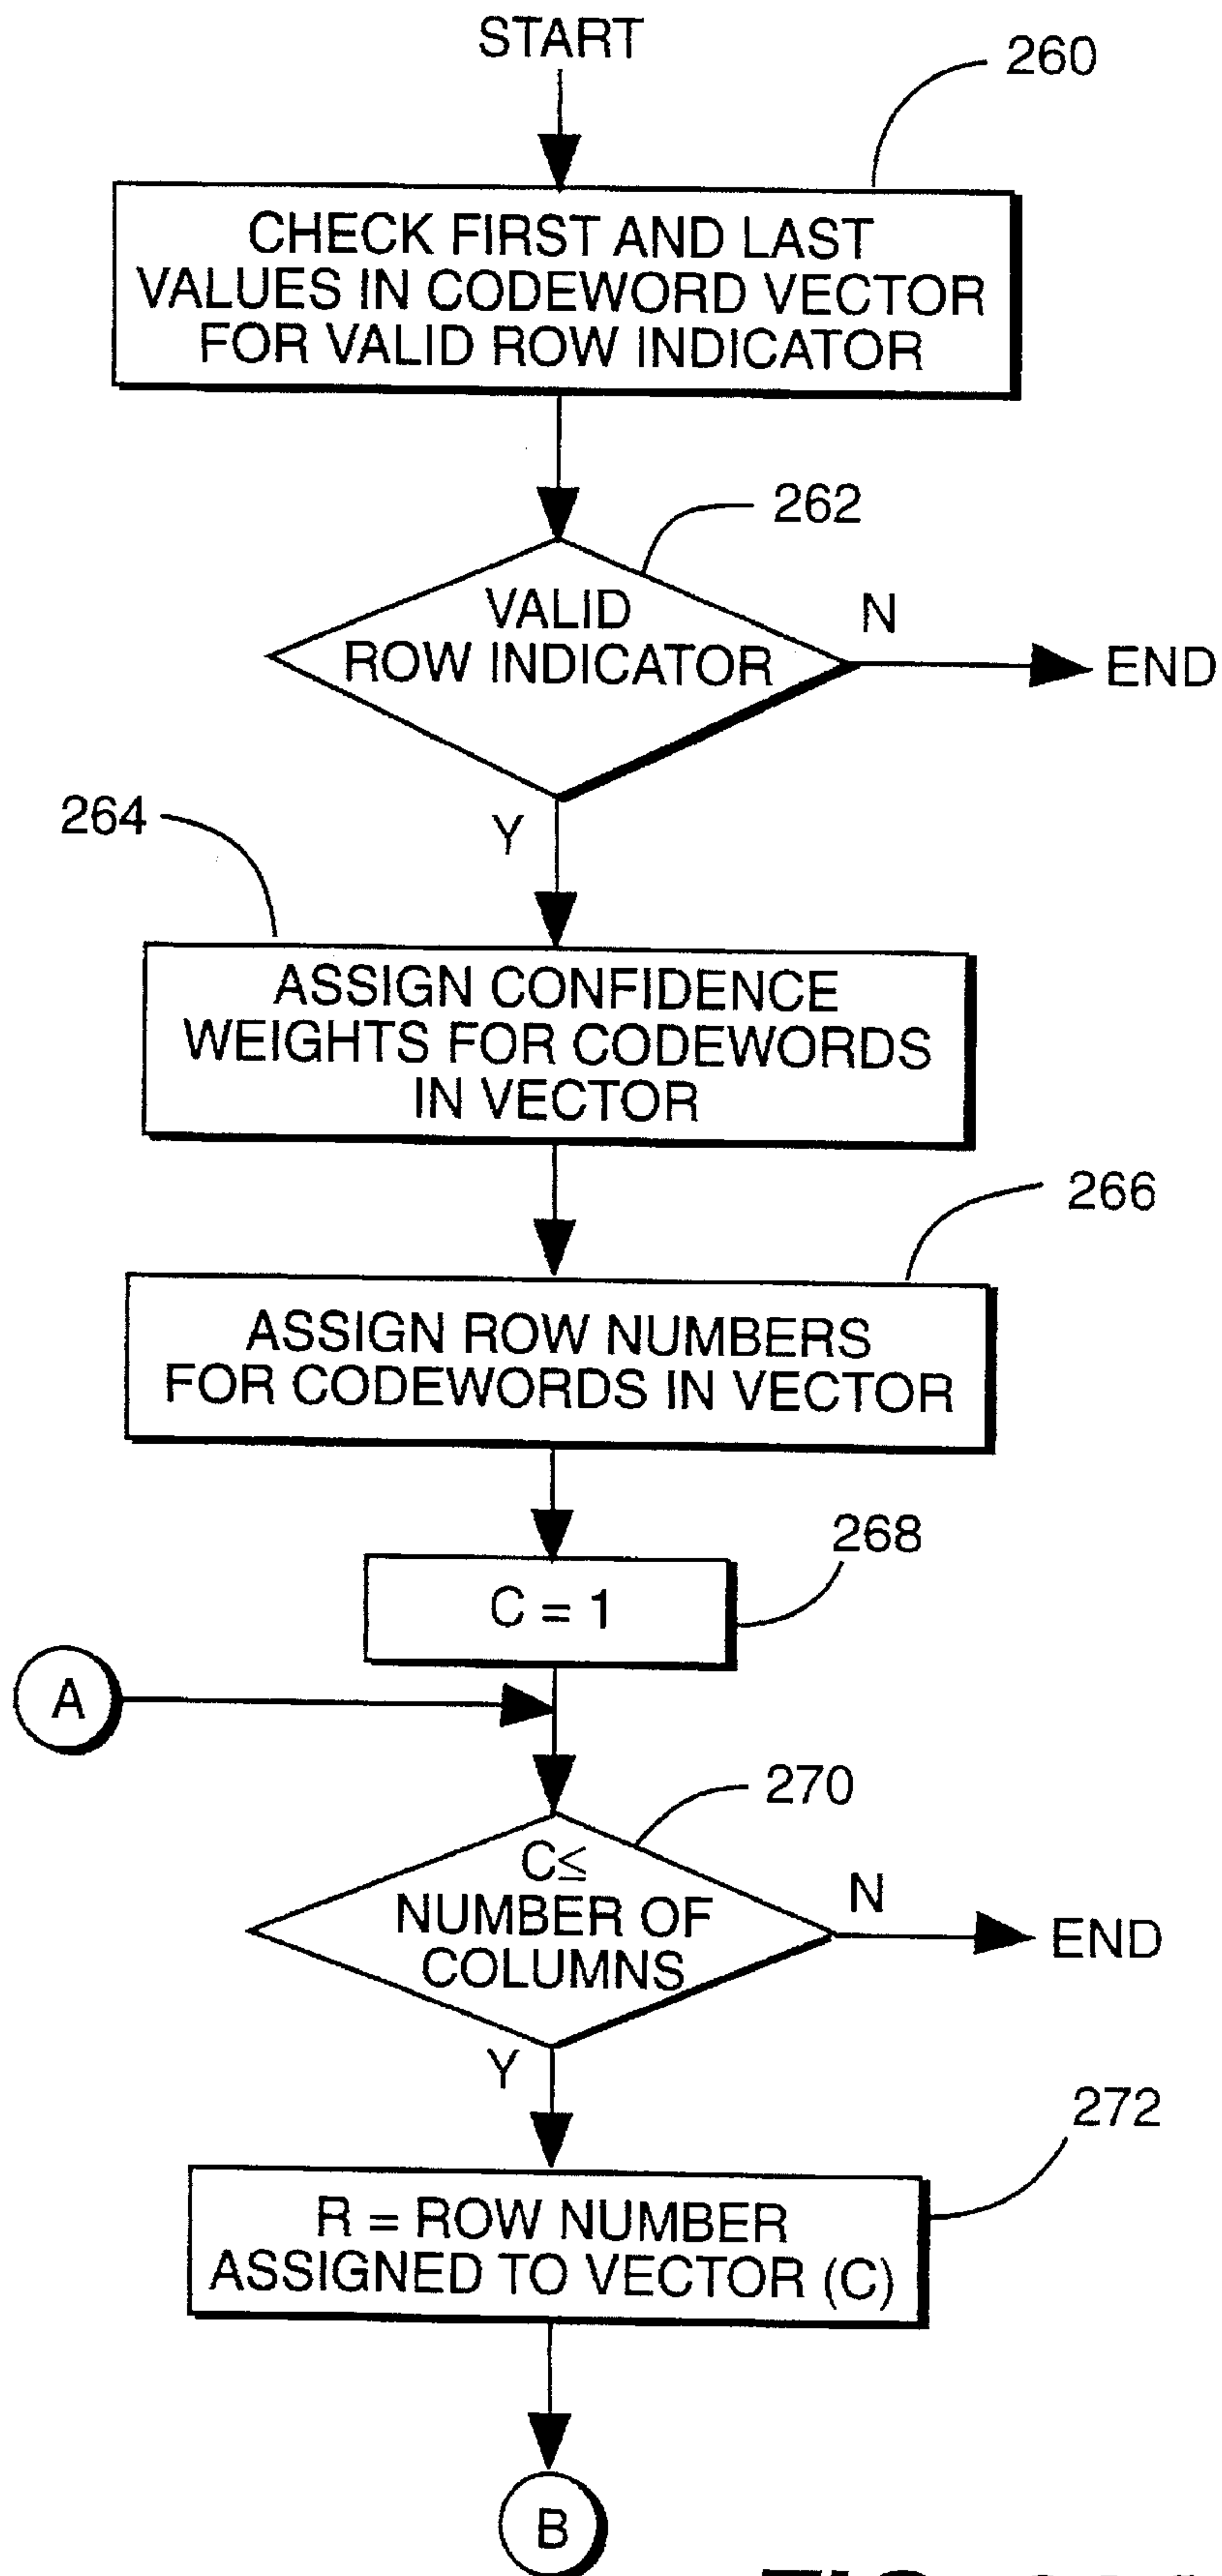 START
260
CHECK FIRST AND LAST
VALUES IN CODEWORD VECTOR
FOR VALID ROW INDICATOR
262
VALID
ROW INDICATOR
N
END
Y
264
ASSIGN CONFIDENCE
WEIGHTS FOR CODEWORDS
IN VECTOR
266
ASSIGN ROW NUMBERS
FOR CODEWORDS IN VECTOR
268
C = 1
A
270
C≤
NUMBER OF
COLUMNS
N
END
Y
272
R = ROW NUMBER
ASSIGNED TO VECTOR (C)
B